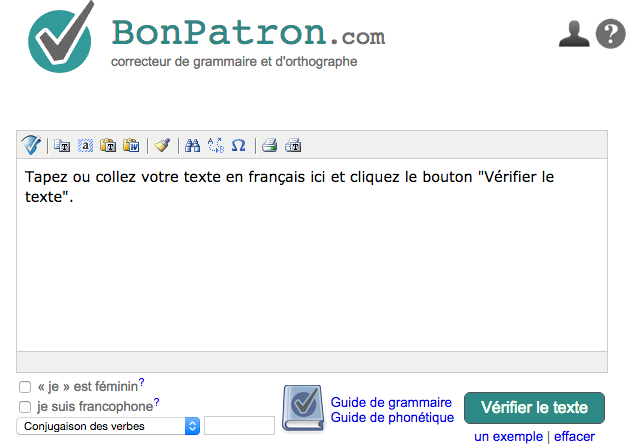 BonPatron.com
correcteur de grammaire et d'orthographe
Tapez ou collez votre texte en français ici et cliquez le bouton "Vérifier le
texte".
« je » est féminin?
je suis francophone?
Conjugaison des verbes
Guide de grammaire
Guide de phonétique
Vérifier le texte
un exemple | effacer